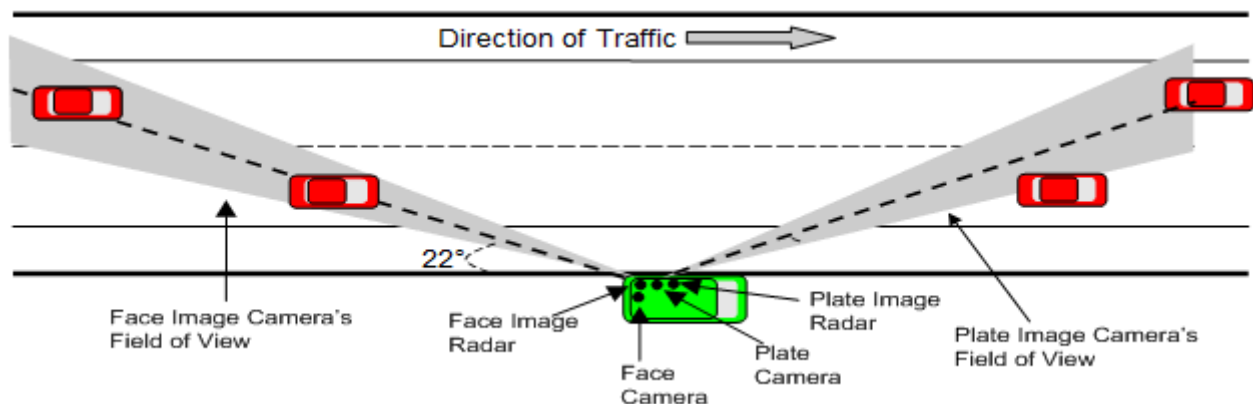 Direction of Traffic
22°
Face Image Camera's
Field of View
Face Image
Radar
Face
Camera
Plate
Camera
Plate Image
Radar
Plate Image Camera's
Field of View